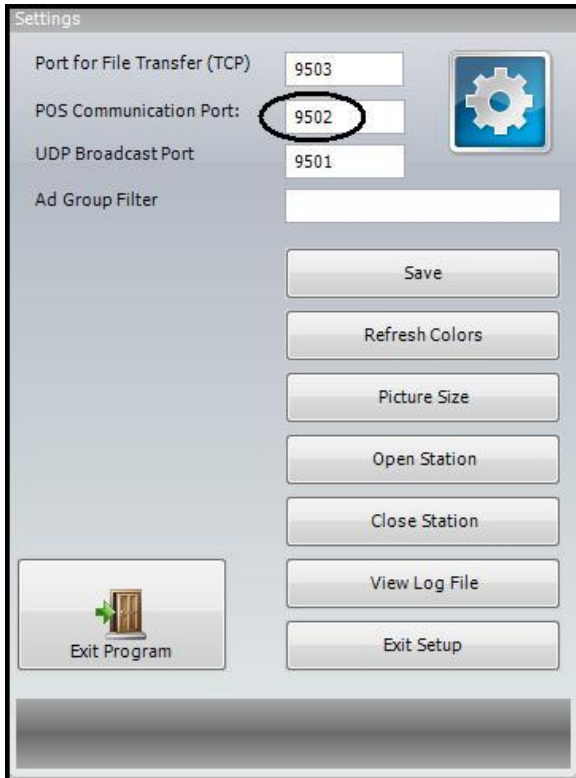 Settings
Port for File Transfer (TCP) 9503
POS Communication Port: 9502
UDP Broadcast Port 9501
Ad Group Filter
Save
Refresh Colors
Picture Size
Open Station
Close Station
View Log File
Exit Program
Exit Setup